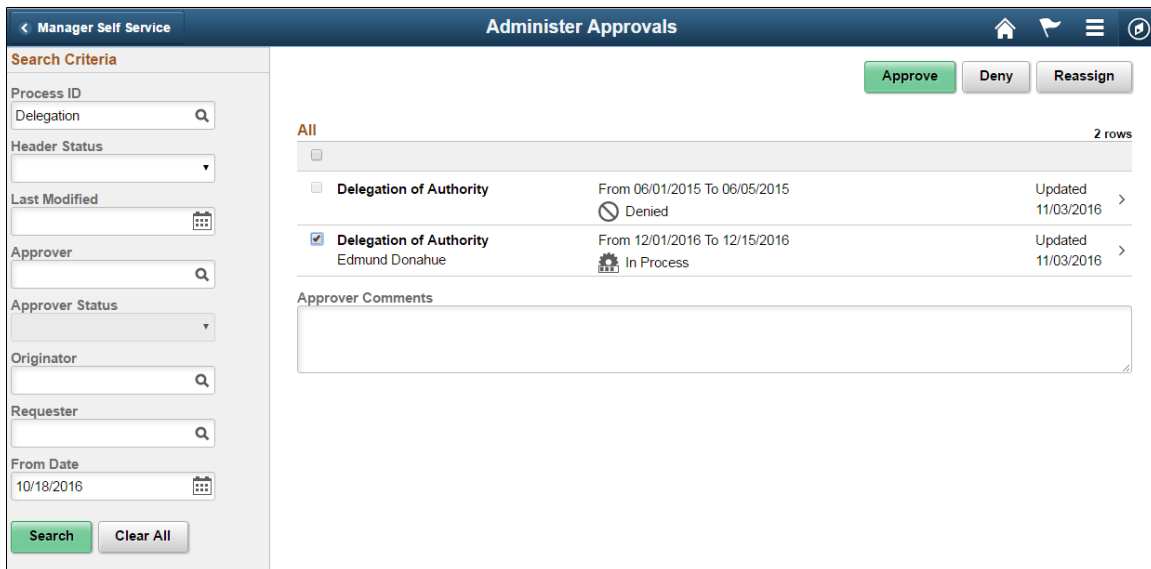 Manager Self Service
Administer Approvals
Search Criteria
Process ID
Delegation
Header Status
Last Modified
Approver
Approver Status
Originator
Requester
From Date
10/18/2016
Search Clear All
Approve Deny Reassign
All 2 rows
Delegation of Authority From 06/01/2015 To 06/05/2015 Updated
Denied 11/03/2016
Delegation of Authority From 12/01/2016 To 12/15/2016 Updated
Edmund Donahue In Process 11/03/2016
Approver Comments